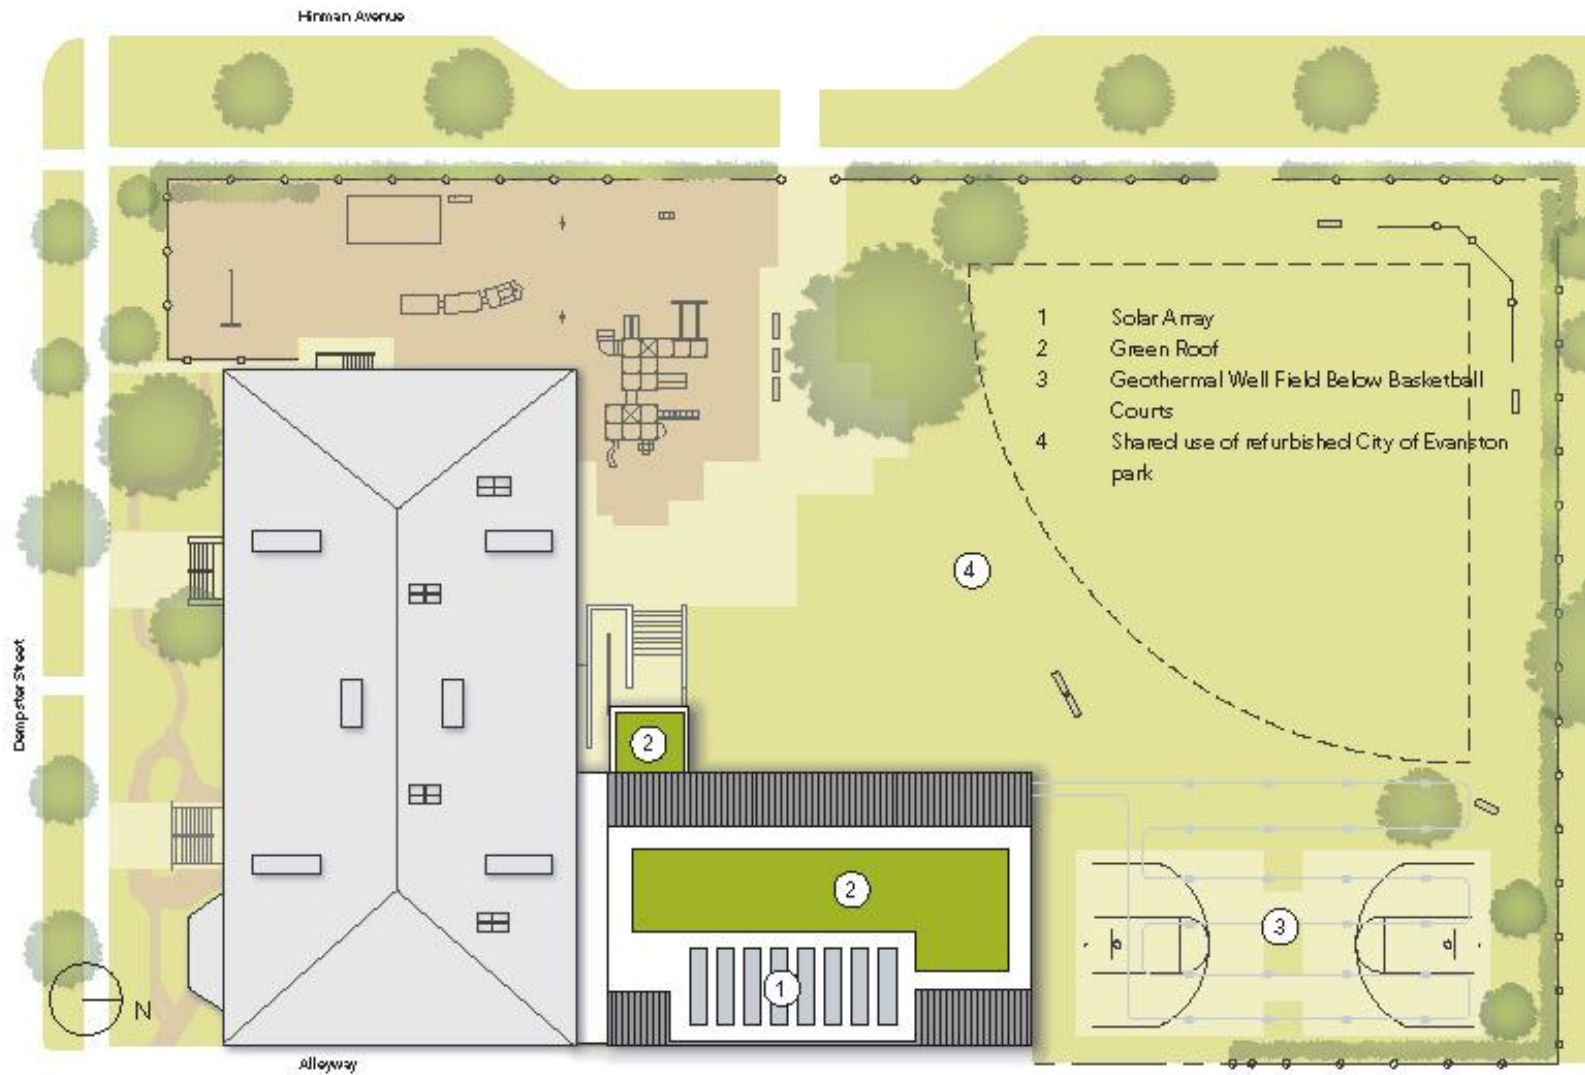 Hinman Avenue
1 Solar Array
2 Green Roof
3 Geothermal Well Field Below Basketball
Courts
4 Shared use of refurbished City of Evanston
park
4
Dempster Street
2
2
3
1
N
Alleyway